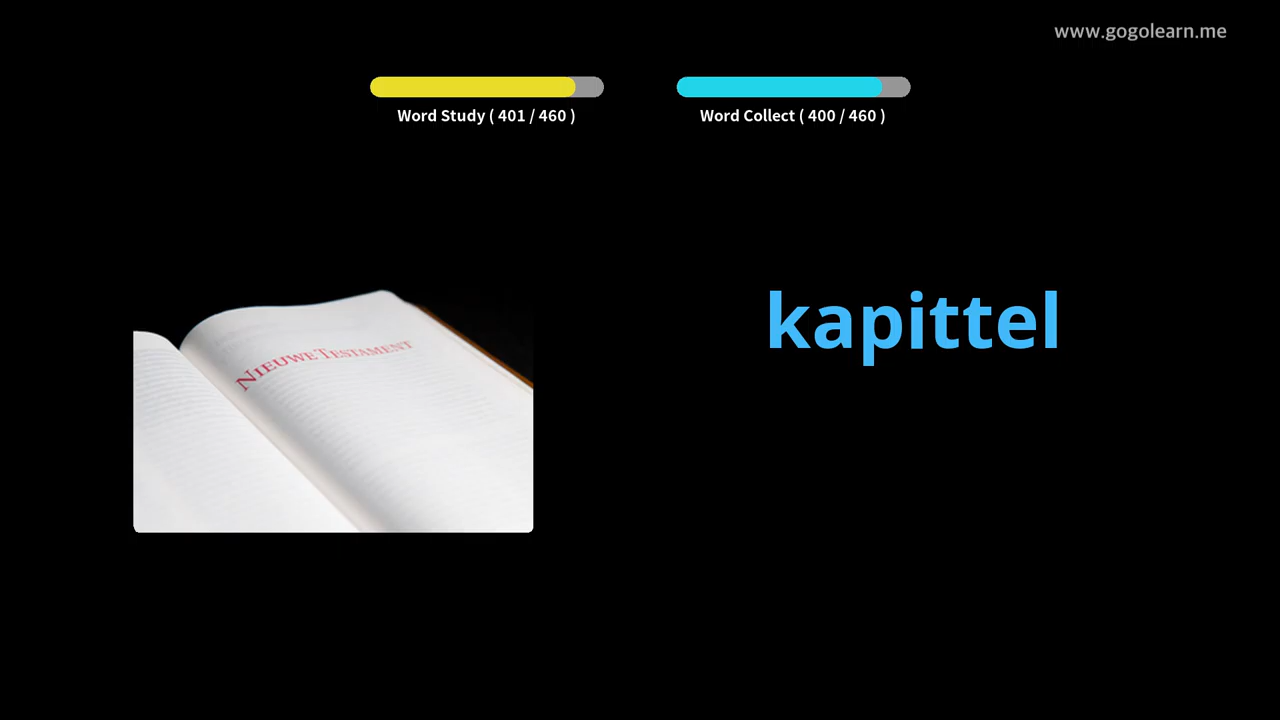 www.gogolearn.me
Word Study ( 401 / 460 )
Word Collect ( 400 / 460 )
NIEUWE TESTAMENT
kapittel